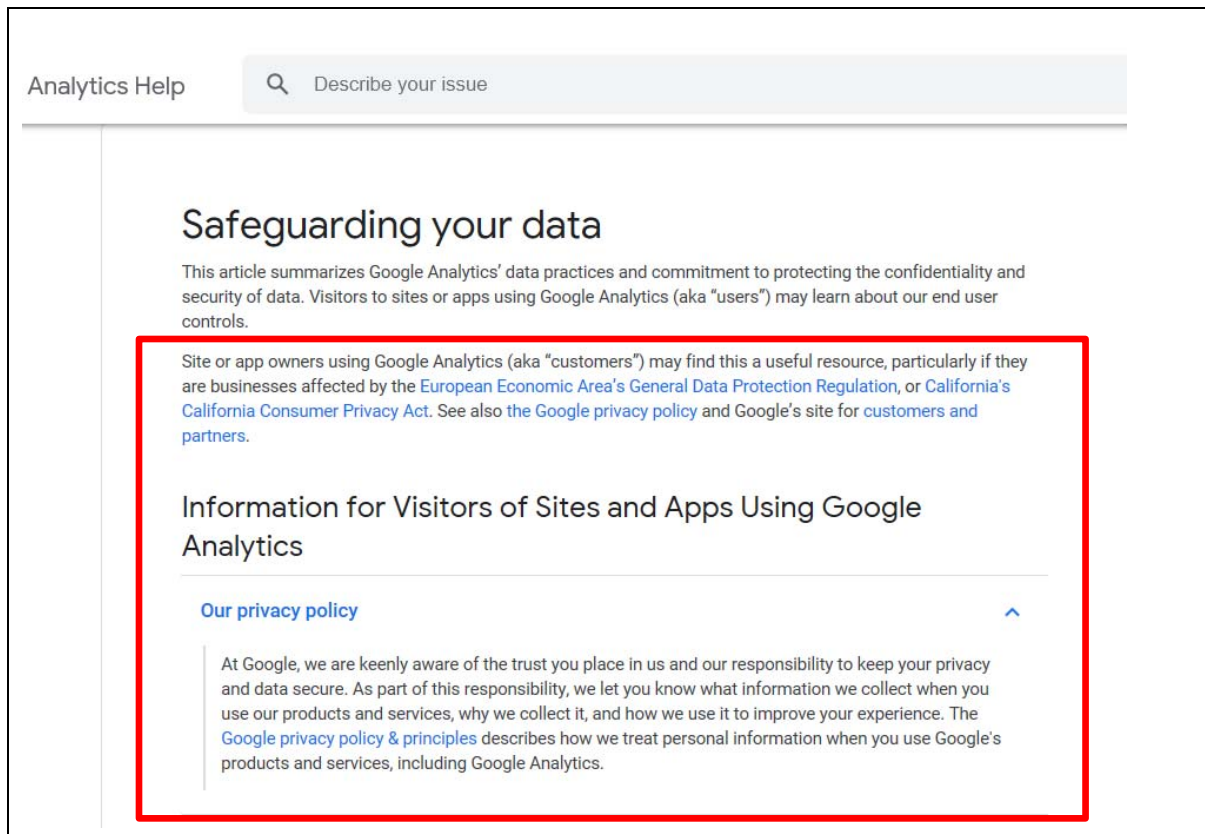 Analytics Help
Describe your issue
Safeguarding your data
This article summarizes Google Analytics’ data practices and commitment to protecting the confidentiality and
security of data. Visitors to sites or apps using Google Analytics (aka “users”) may learn about our end user
controls.
Site or app owners using Google Analytics (aka “customers”) may find this a useful resource, particularly if they
are businesses affected by the European Economic Area’s General Data Protection Regulation, or California's
California Consumer Privacy Act. See also the Google privacy policy and Google’s site for customers and
partners.
Information for Visitors of Sites and Apps Using Google
Analytics
Our privacy policy
At Google, we are keenly aware of the trust you place in us and our responsibility to keep your privacy
and data secure. As part of this responsibility, we let you know what information we collect when you
use our products and services, why we collect it, and how we use it to improve your experience. The
Google privacy policy & principles describes how we treat personal information when you use Google's
products and services, including Google Analytics.